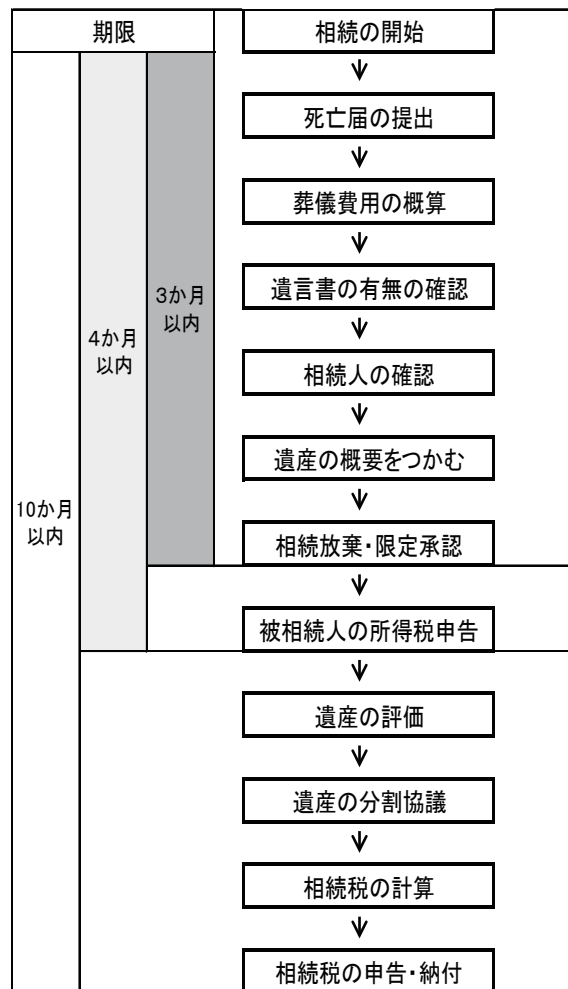 期限
相続の開始
↓
死亡届の提出
↓
葬儀費用の概算
↓
遺言書の有無の確認
3か月
以内
↓
4か月
以内
相続人の確認
↓
遺産の概要をつかむ
↓
10か月
以内
相続放棄・限定承認
↓
被相続人の所得税申告
↓
遺産の評価
↓
遺産の分割協議
↓
相続税の計算
↓
相続税の申告・納付